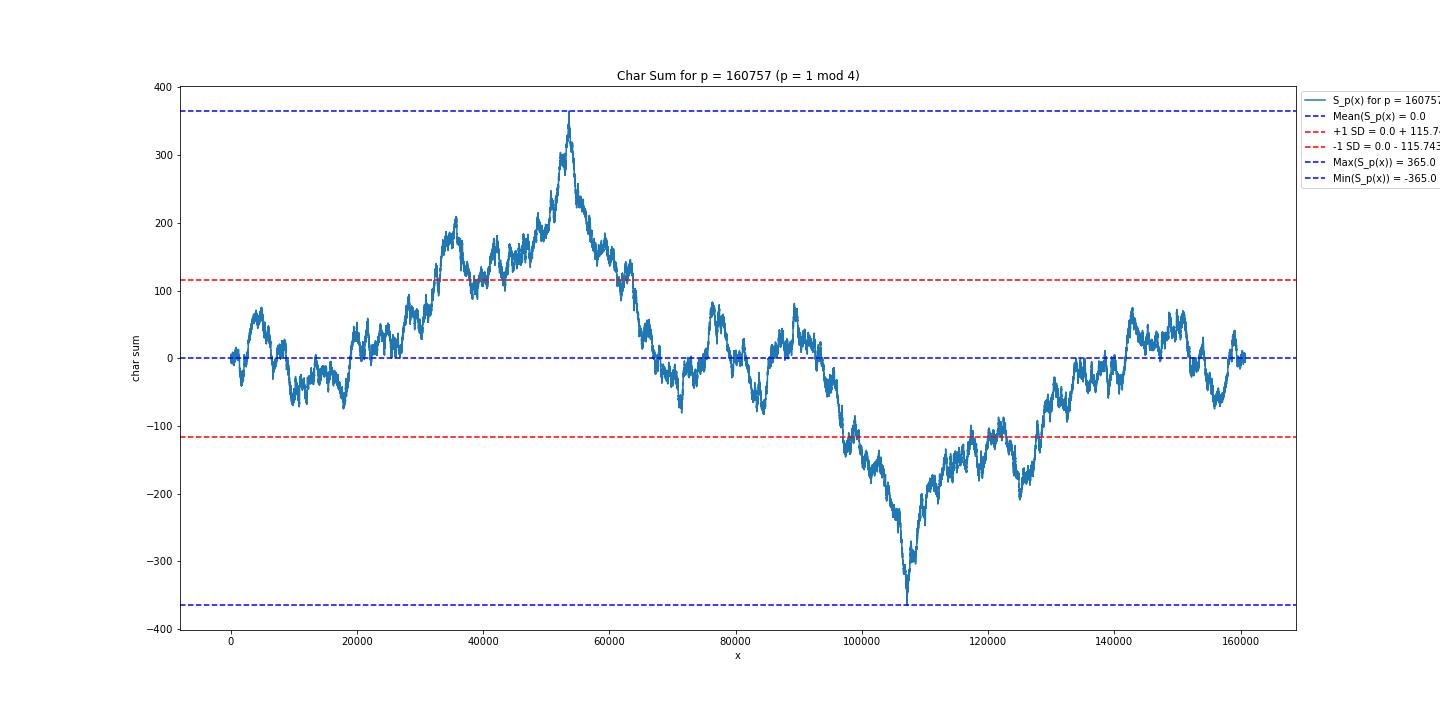 Char Sum for p = 160757 (p = 1 mod 4)
400
300
200
100
0
−100
−200
−300
−400
char sum
0 20000 40000 60000 80000 100000 120000 140000 160000
x
S_p(x) for p = 160757
Mean(S_p(x) = 0.0
+1 SD = 0.0 + 115.7
-1 SD = 0.0 - 115.743
Max(S_p(x)) = 365.0
Min(S_p(x)) = -365.0